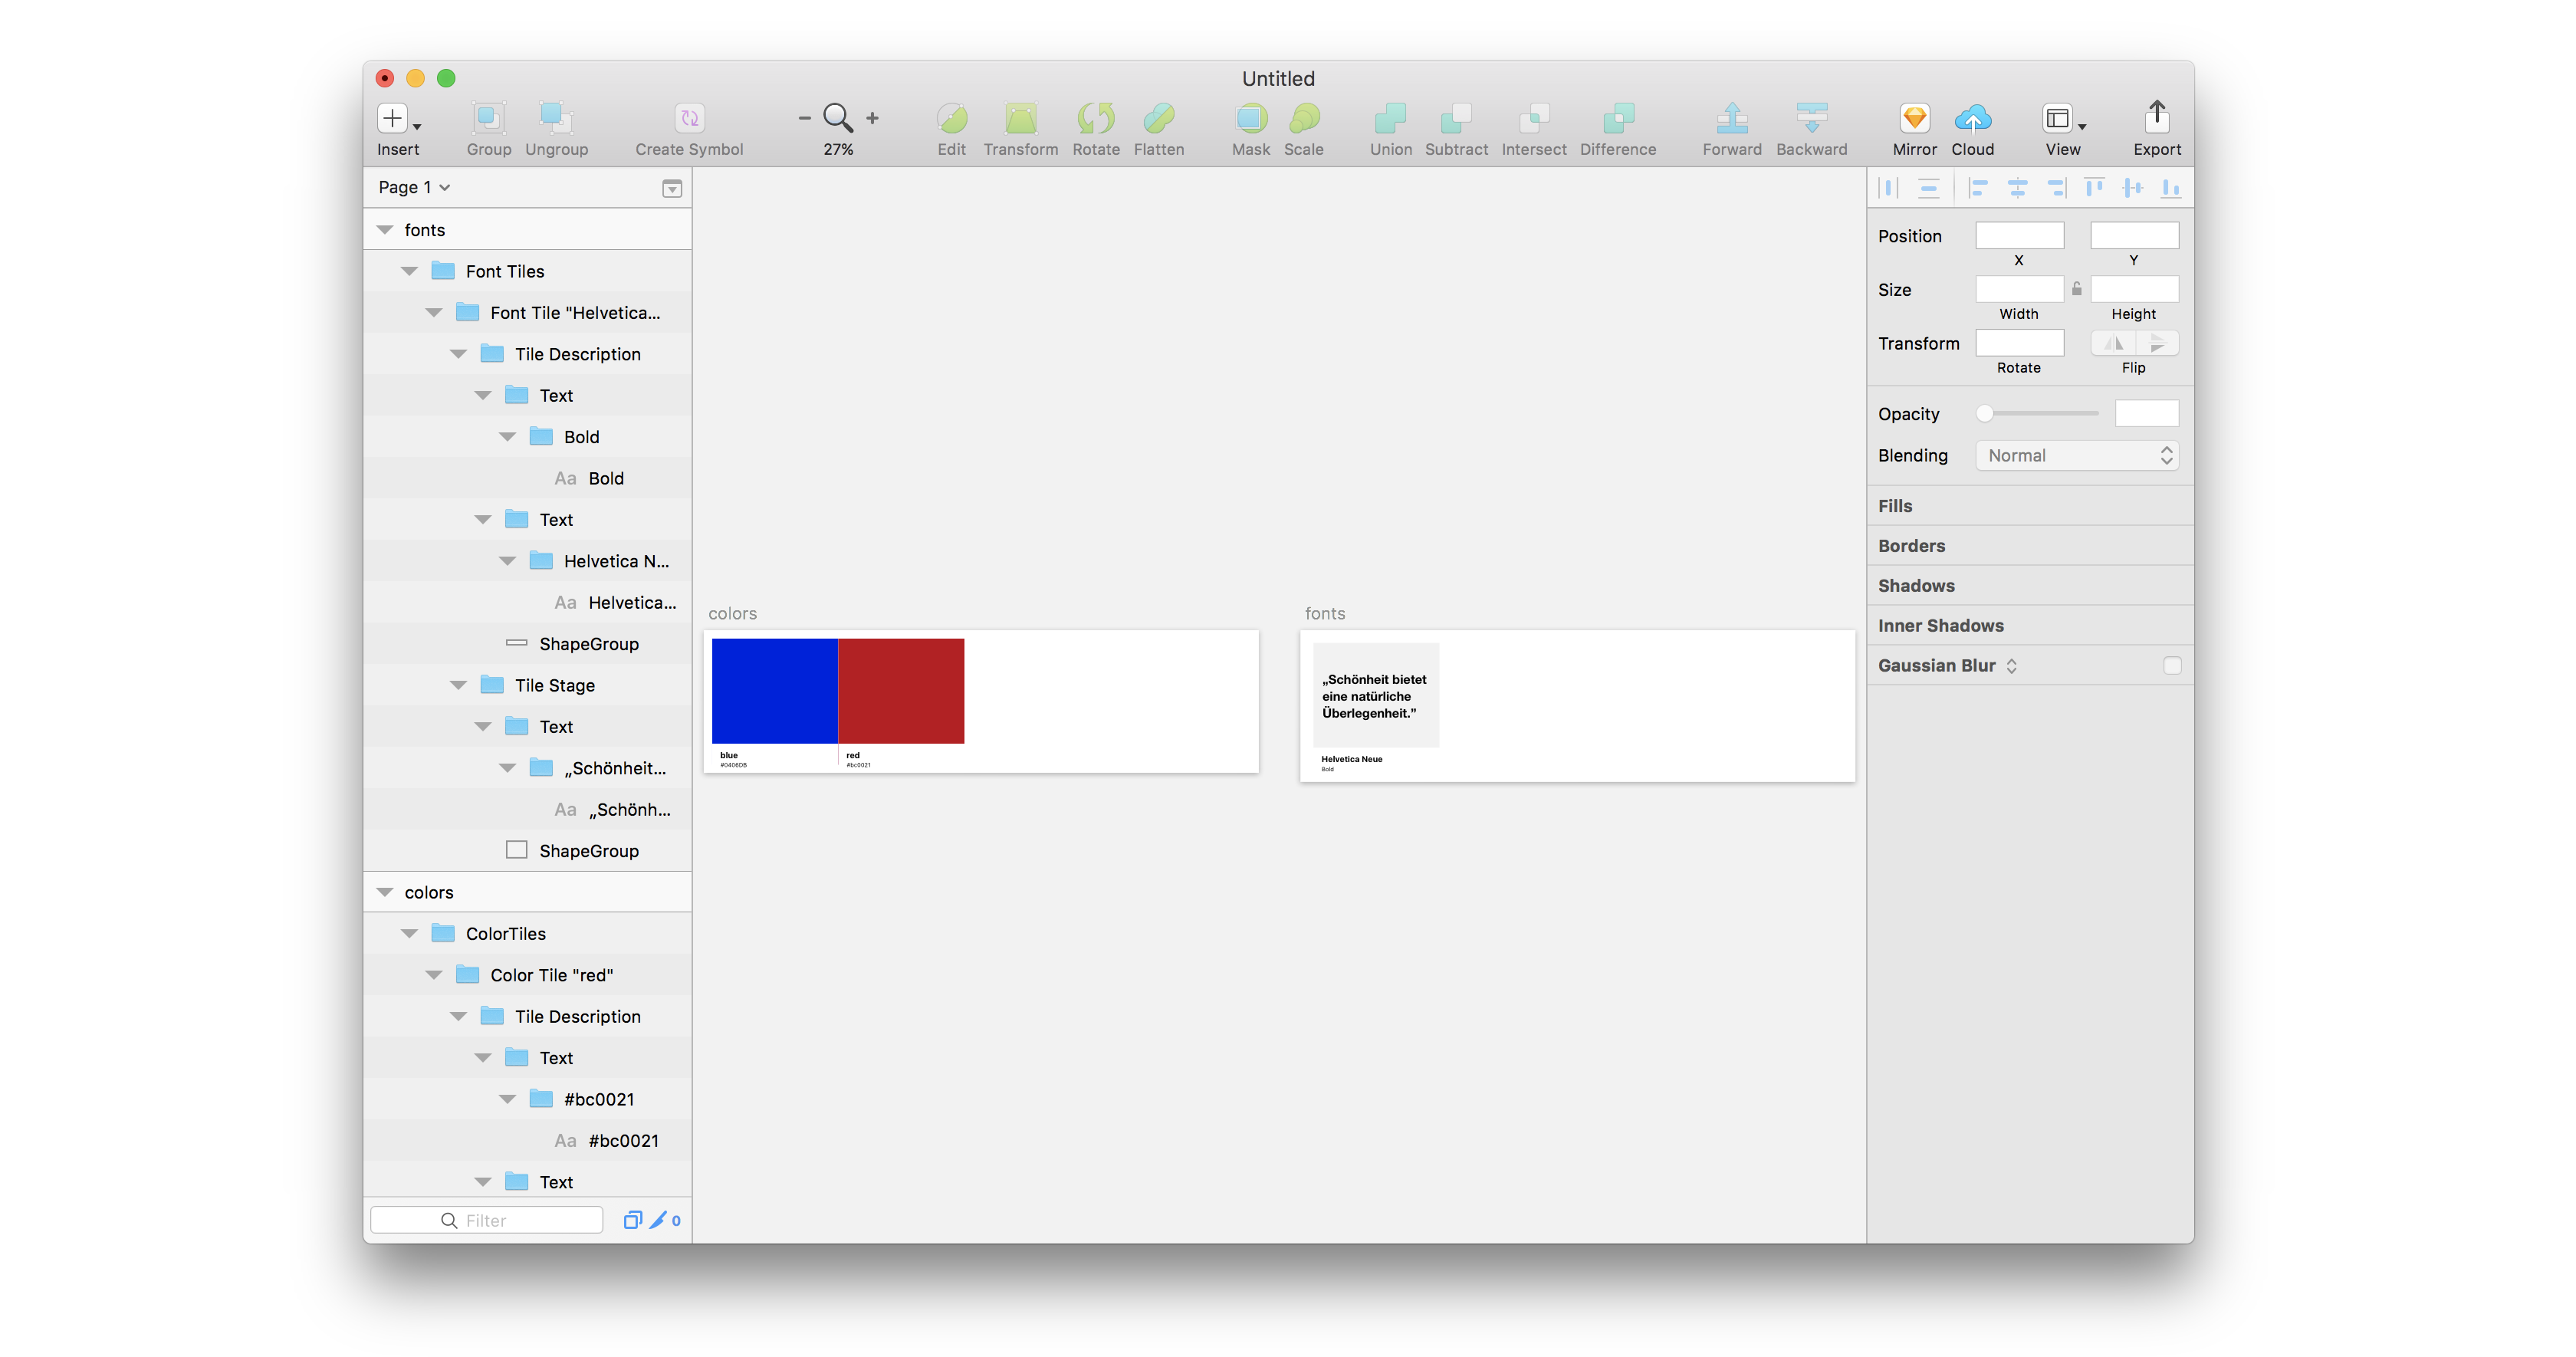 Untitled
Insert
Group
Ungroup
Create Symbol
27%
Edit
Transform
Rotate
Flatten
Mask
Scale
Union
Subtract
Intersect
Difference
Forward
Backward
Mirror
Cloud
View
Export
Page 1
fonts
Font Tiles
Font Tile "Helvetica...
Tile Description
Text
Bold
Aa Bold
Text
Helvetica N...
Aa Helvetica...
ShapeGroup
Tile Stage
Text
„Schönheit...
Aa „Schönh...
ShapeGroup
colors
ColorTiles
Color Tile "red"
Tile Description
Text
#bc0021
Aa #bc0021
Text
Filter
0
colors
blue
#0406DB
red
#bc0021
fonts
„Schönheit bietet
eine natürliche
Überlegenheit.”
Helvetica Neue
Bold
Position
X
Y
Size
Width
Height
Transform
Rotate
Flip
Opacity
Blending
Normal
Fills
Borders
Shadows
Inner Shadows
Gaussian Blur